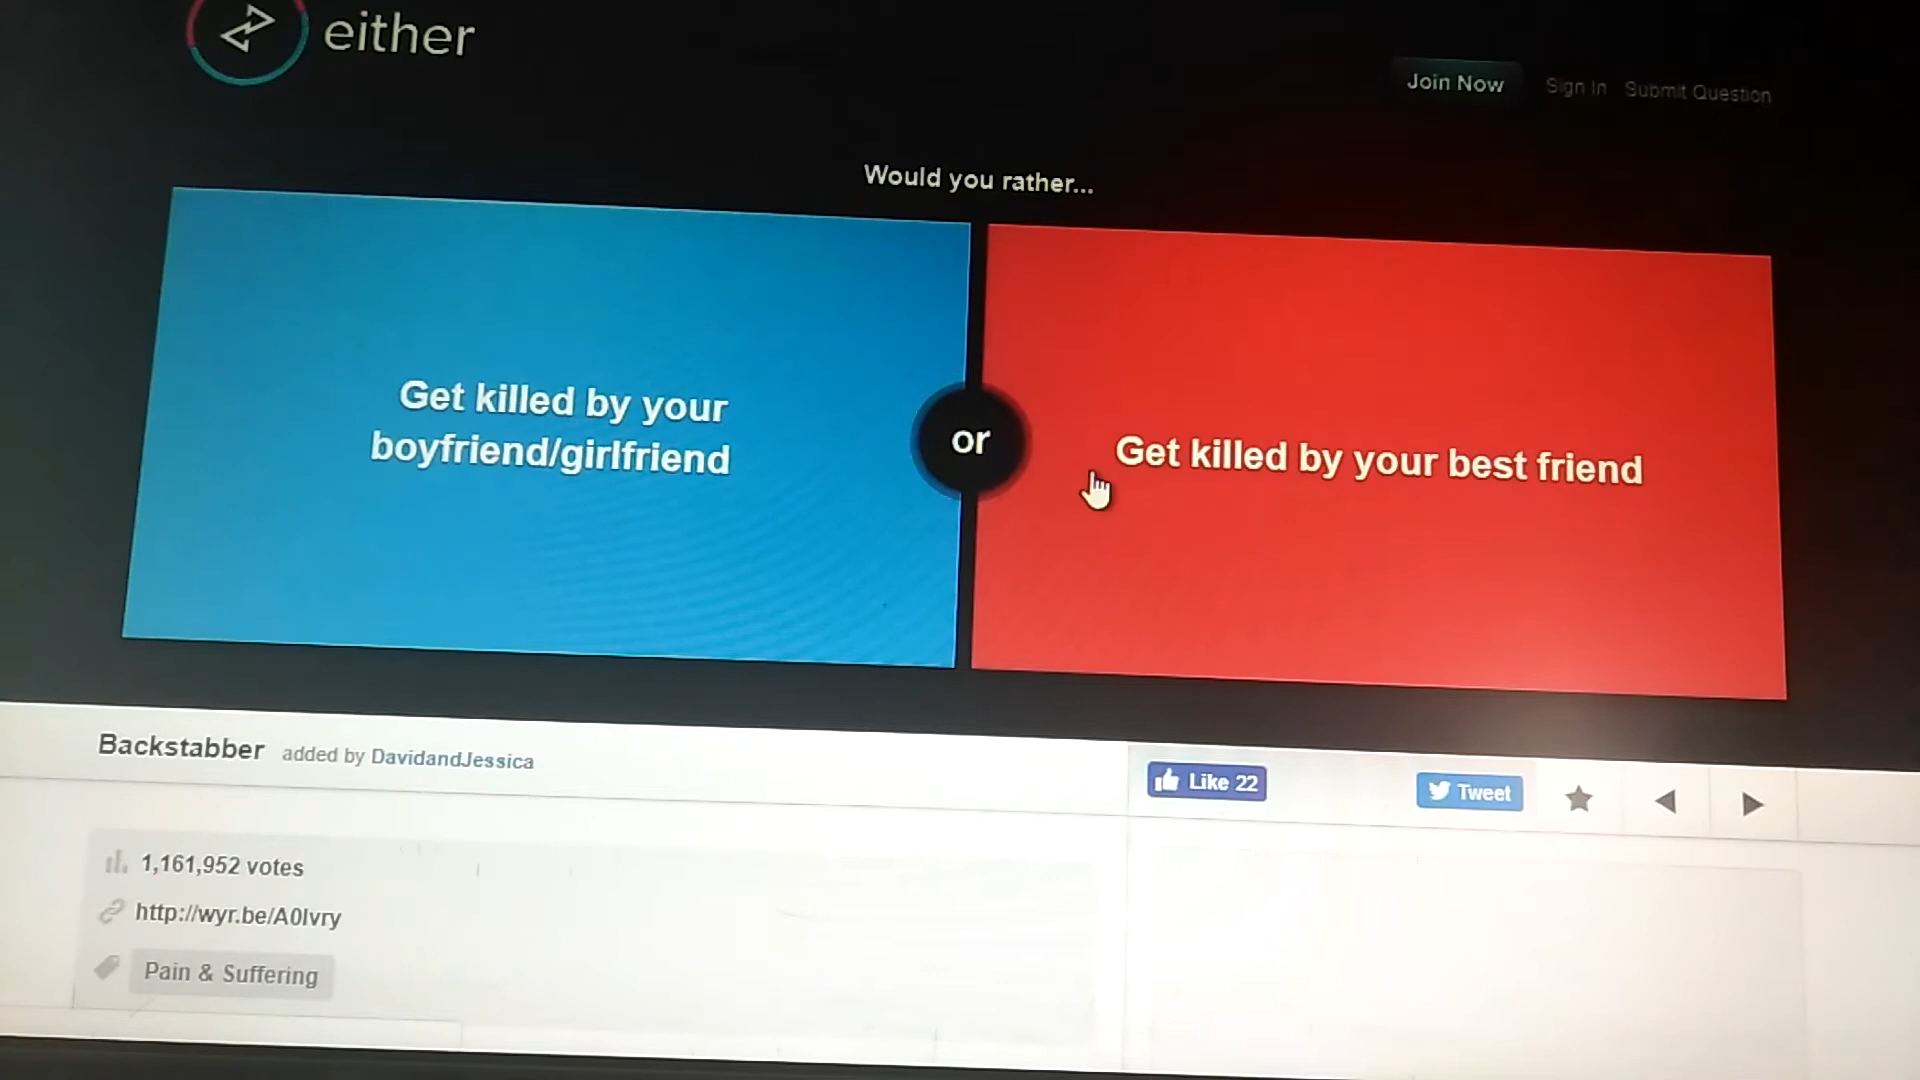 either
Join Now
Sign In
Submit Question
Would you rather...
Get killed by your
boyfriend/girlfriend
or
Get killed by your best friend
Backstabber added by DavidandJessica
Like 22
Tweet
1,161,952 votes
http://wyr.be/A0lvry
Pain & Suffering